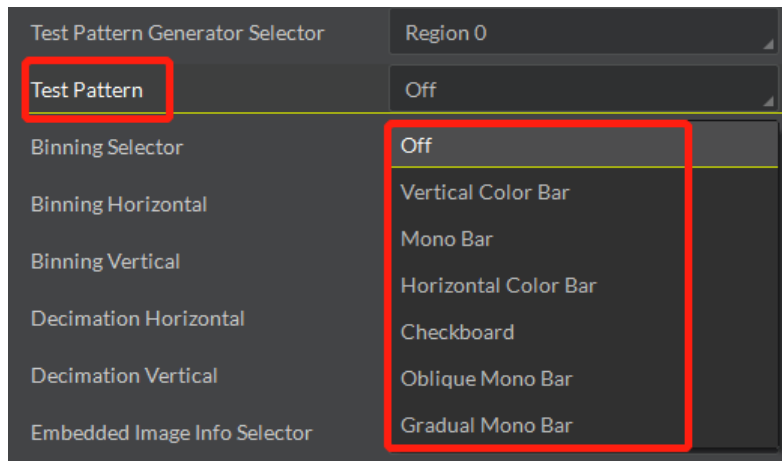 Test Pattern Generator Selector Region 0
Test Pattern Off
Binning Selector Off
Binning Horizontal Vertical Color Bar
Binning Vertical Mono Bar
Decimation Horizontal Horizontal Color Bar
Decimation Vertical Checkboard
Embedded Image Info Selector Oblique Mono Bar
Gradual Mono Bar